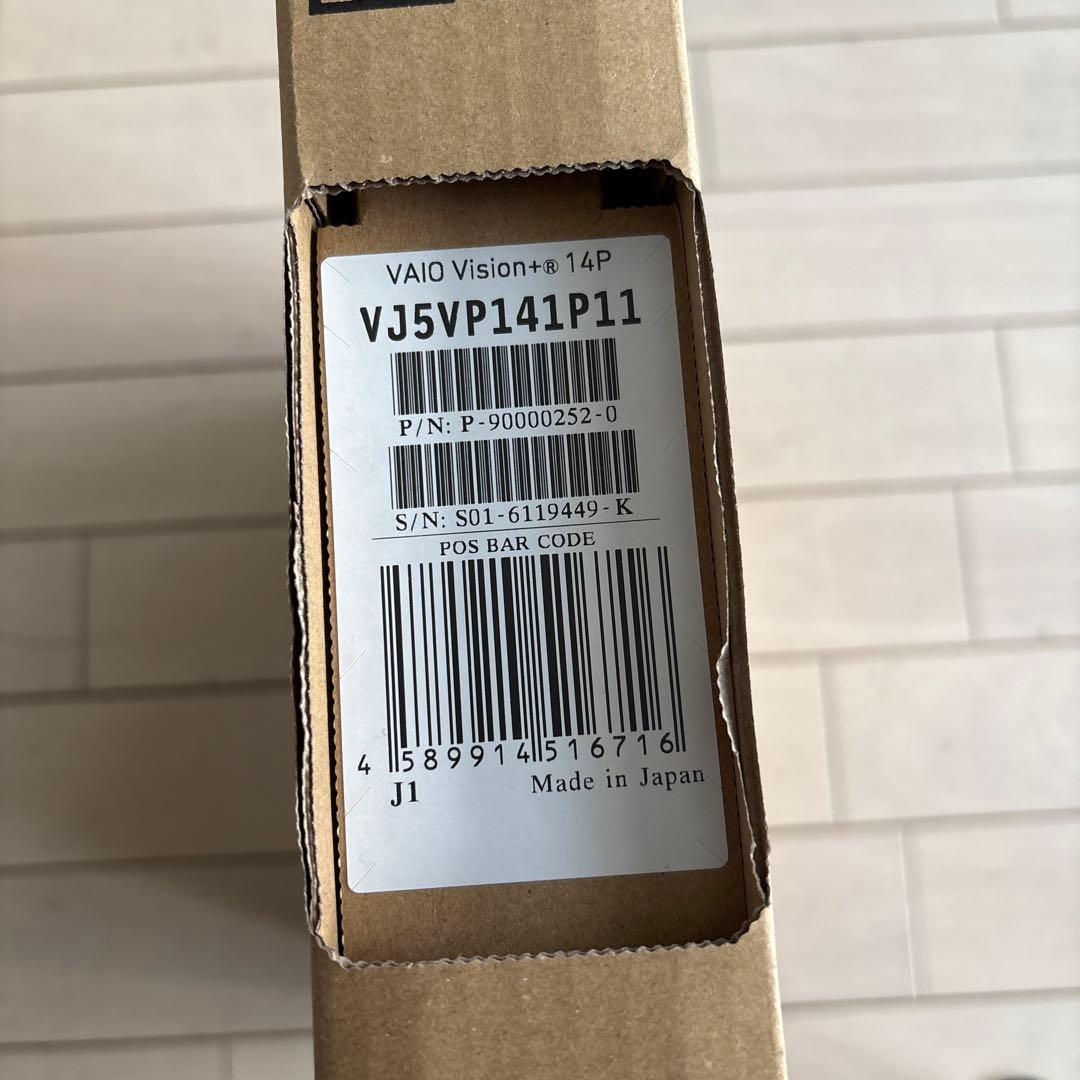 VAIO Vision+® 14P
VJ5VP141P11
P/N: P-90000252-0
S/N: S01-6119449-K
POS BAR CODE
4 589914 516716
J1
Made in Japan